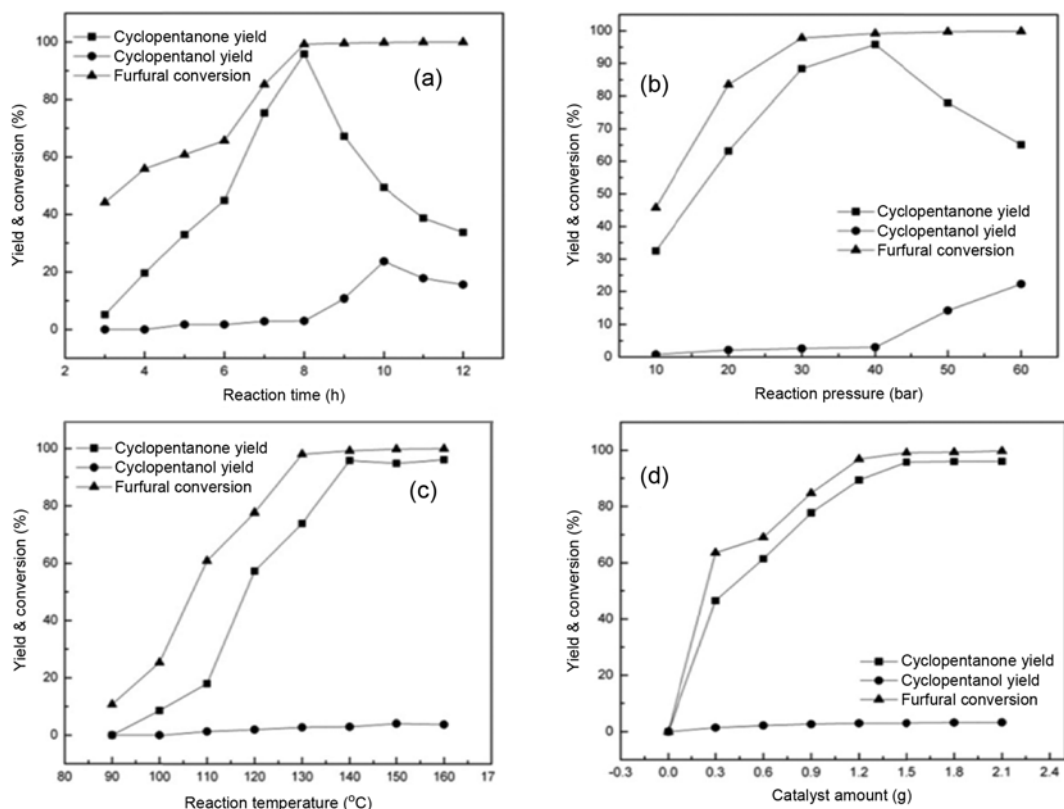 Cyclopentanone yield
Cyclopentanol yield
Furfural conversion
(a)
Yield & conversion (%)
100
80
60
40
20
0
2 4 6 8 10 12
Reaction time (h)
(b)
Yield & conversion (%)
100
90
80
70
60
50
40
30
20
10
0
Cyclopentanone yield
Cyclopentanol yield
Furfural conversion
10 20 30 40 50 60
Reaction pressure (bar)
Cyclopentanone yield
Cyclopentanol yield
Furfural conversion
(c)
Yield & conversion (%)
100
80
60
40
20
0
80 90 100 110 120 130 140 150 160 17
Reaction temperature (°C)
(d)
Yield & conversion (%)
100
80
60
40
20
0
Cyclopentanone yield
Cyclopentanol yield
Furfural conversion
-0.3 0.0 0.3 0.6 0.9 1.2 1.5 1.8 2.1 2.4
Catalyst amount (g)